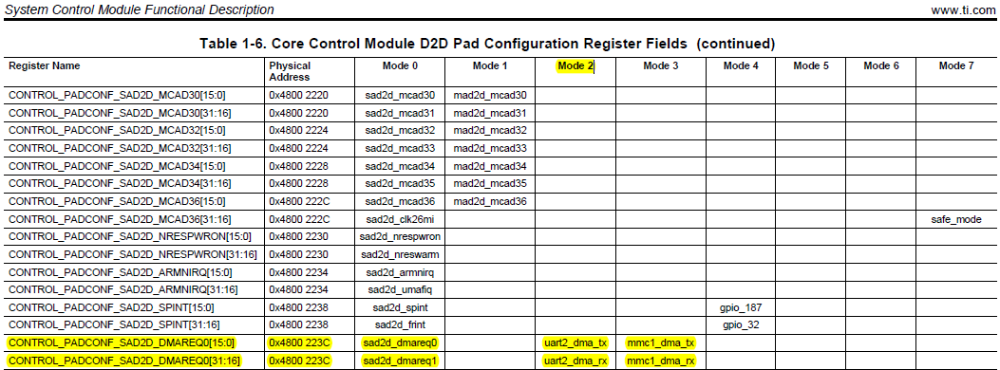 System Control Module Functional Description www.ti.com
Table 1-6. Core Control Module D2D Pad Configuration Register Fields (continued)
Register Name Physical Address Mode 0 Mode 1 Mode 2 Mode 3 Mode 4 Mode 5 Mode 6 Mode 7
CONTROL_PADCONF_SAD2D_MCAD30[15:0] 0x4800 2220 sad2d_mcad30 mad2d_mcad30
CONTROL_PADCONF_SAD2D_MCAD30[31:16] 0x4800 2220 sad2d_mcad31 mad2d_mcad31
CONTROL_PADCONF_SAD2D_MCAD32[15:0] 0x4800 2224 sad2d_mcad32 mad2d_mcad32
CONTROL_PADCONF_SAD2D_MCAD32[31:16] 0x4800 2224 sad2d_mcad33 mad2d_mcad33
CONTROL_PADCONF_SAD2D_MCAD34[15:0] 0x4800 2228 sad2d_mcad34 mad2d_mcad34
CONTROL_PADCONF_SAD2D_MCAD34[31:16] 0x4800 2228 sad2d_mcad35 mad2d_mcad35
CONTROL_PADCONF_SAD2D_MCAD36[15:0] 0x4800 222C sad2d_mcad36 mad2d_mcad36
CONTROL_PADCONF_SAD2D_MCAD36[31:16] 0x4800 222C sad2d_clk26mi safe_mode
CONTROL_PADCONF_SAD2D_NRESPWRON[15:0] 0x4800 2230 sad2d_nrespwron
CONTROL_PADCONF_SAD2D_NRESPWRON[31:16] 0x4800 2230 sad2d_nreswarm
CONTROL_PADCONF_SAD2D_ARMNIRQ[15:0] 0x4800 2234 sad2d_armnirq
CONTROL_PADCONF_SAD2D_ARMNIRQ[31:16] 0x4800 2234 sad2d_umafiq
CONTROL_PADCONF_SAD2D_SPINT[15:0] 0x4800 2238 sad2d_spint gpio_187
CONTROL_PADCONF_SAD2D_SPINT[31:16] 0x4800 2238 sad2d_frint gpio_32
CONTROL_PADCONF_SAD2D_DMAREQ0[15:0] 0x4800 223C sad2d_dmareq0 uart2_dma_tx mmc1_dma_tx
CONTROL_PADCONF_SAD2D_DMAREQ0[31:16] 0x4800 223C sad2d_dmareq1 uart2_dma_rx mmc1_dma_rx